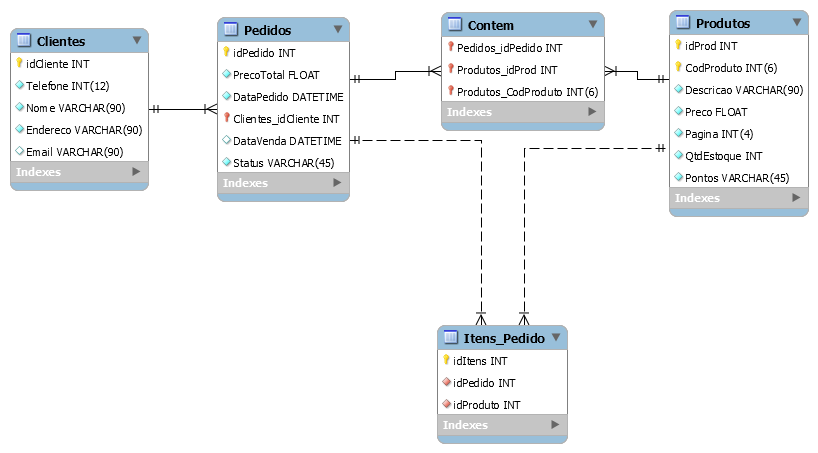 Clientes
idCliente INT
Telefone INT(12)
Nome VARCHAR(90)
Endereco VARCHAR(90)
Email VARCHAR(90)
Indexes
Pedidos
idPedido INT
PrecoTotal FLOAT
DataPedido DATETIME
Clientes_idCliente INT
DataVenda DATETIME
Status VARCHAR(45)
Indexes
Contem
Pedidos_idPedido INT
Produtos_idProd INT
Produtos_CodProduto INT(6)
Indexes
Produtos
idProd INT
CodProduto INT(6)
Descricao VARCHAR(90)
Preco FLOAT
Pagina INT(4)
QtdEstoque INT
Pontos VARCHAR(45)
Indexes
Itens_Pedido
idItens INT
idPedido INT
idProduto INT
Indexes